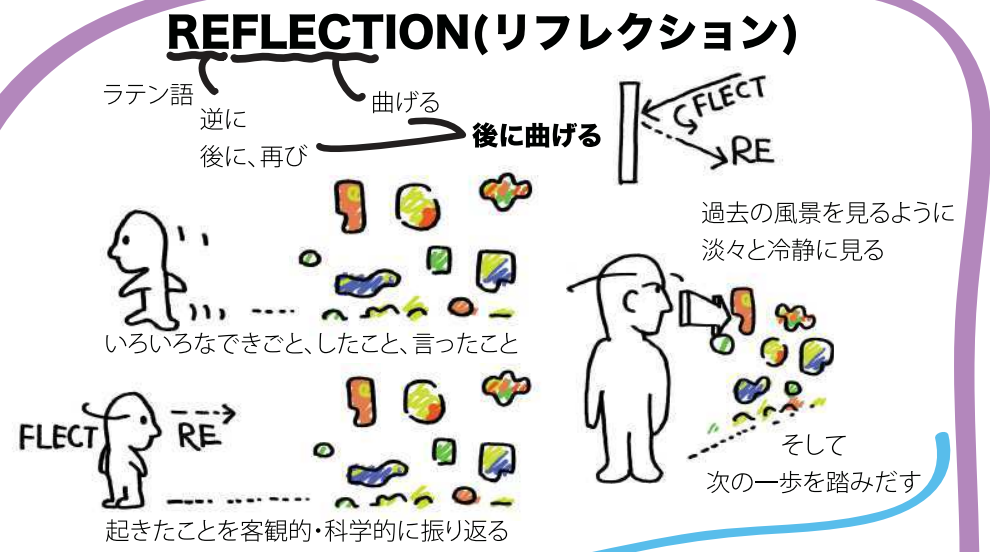 REFLECTION(リフレクション)
ラテン語
逆に
後に、再び
曲げる
後に曲げる
FLECT
RE
過去の風景を見るように
淡々と冷静に見る
いろいろなできごと、したこと、言ったこと
FLECT
RE
起きたことを客観的・科学的に振り返る
そして
次の一歩を踏みだす